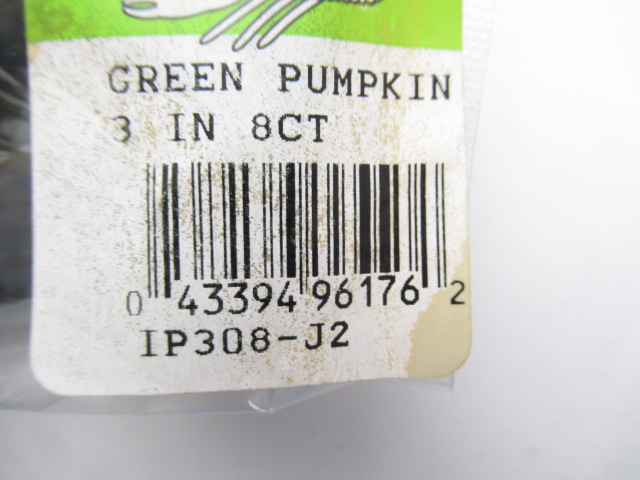 GREEN PUMPKIN
3 IN 8CT
0 43394 96176 2
IP308-J2